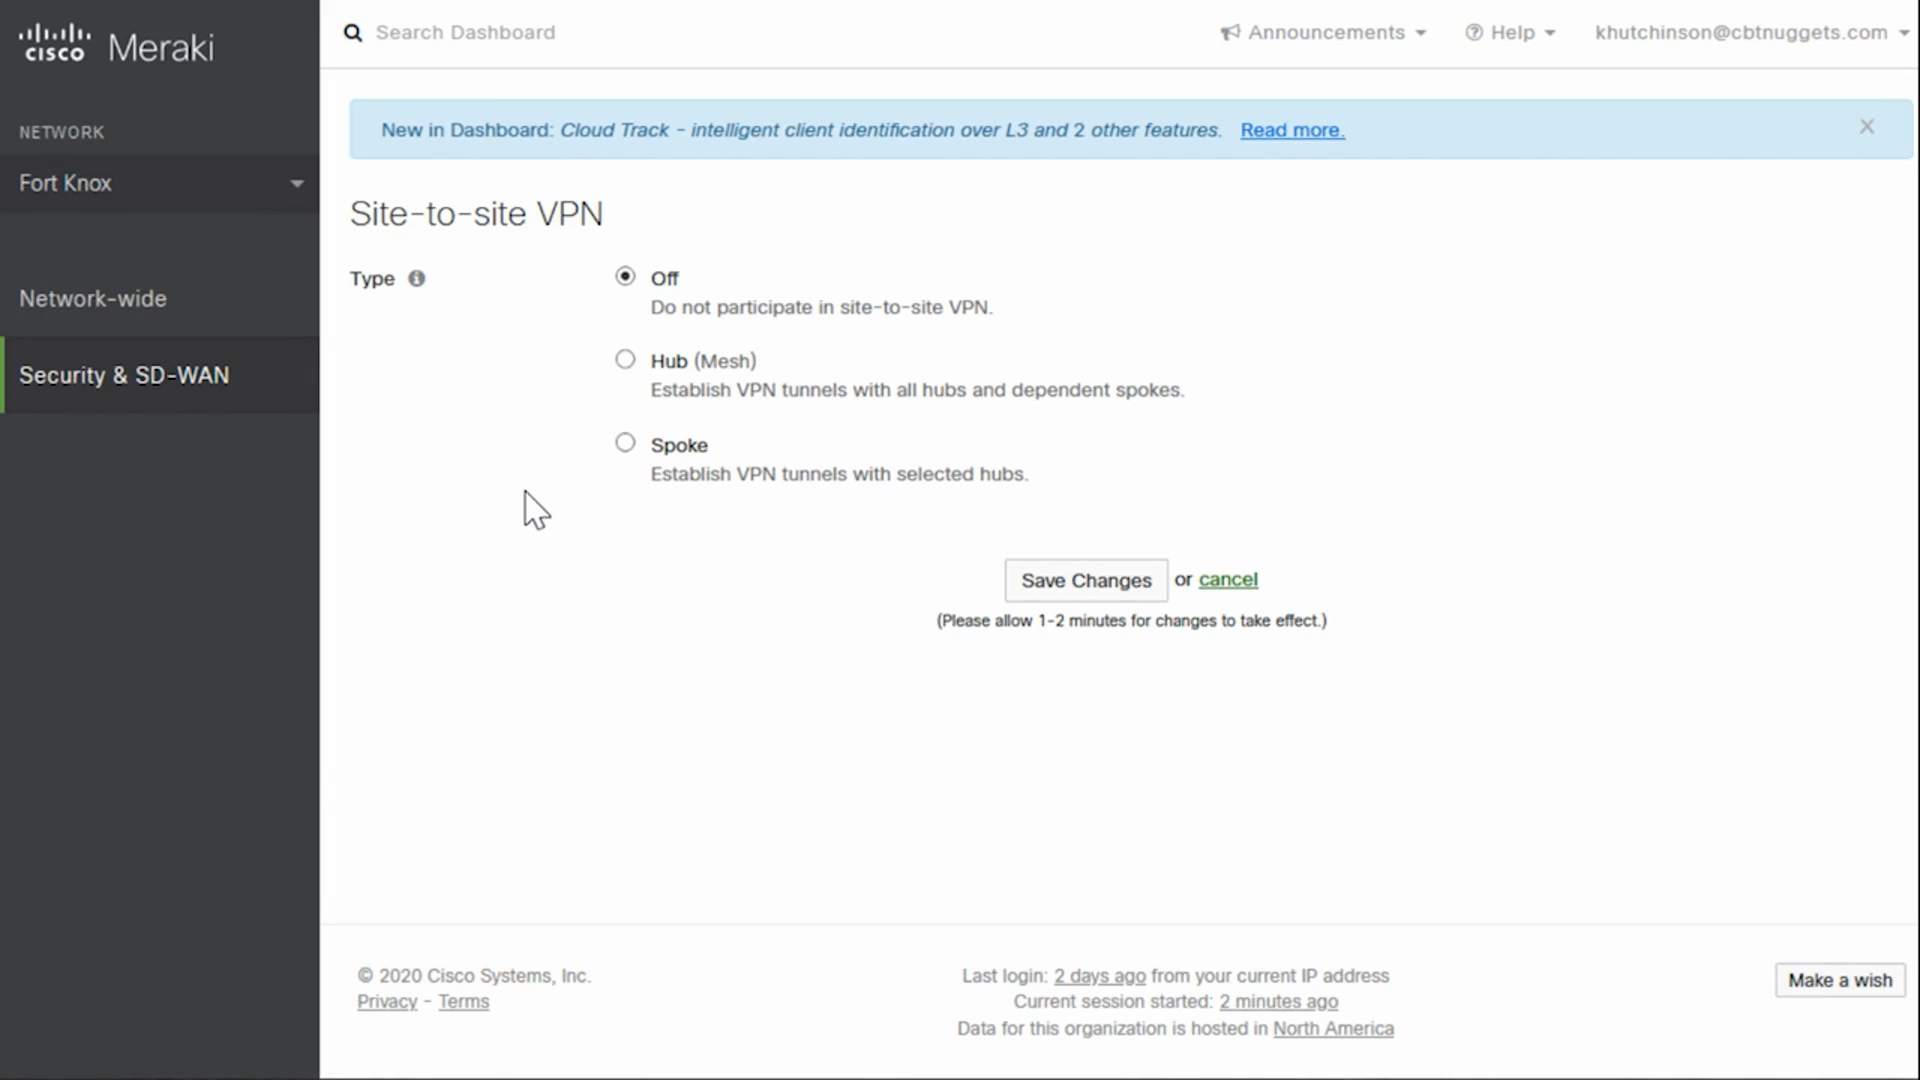 cisco Meraki
NETWORK
Fort Knox
Network-wide
Security & SD-WAN
Search Dashboard
Announcements
Help
khutchinson@cbtnuggets.com
New in Dashboard: Cloud Track - intelligent client identification over L3 and 2 other features. Read more.
Site-to-site VPN
Type
Off
Do not participate in site-to-site VPN.
Hub (Mesh)
Establish VPN tunnels with all hubs and dependent spokes.
Spoke
Establish VPN tunnels with selected hubs.
Save Changes or cancel
(Please allow 1-2 minutes for changes to take effect.)
© 2020 Cisco Systems, Inc.
Privacy - Terms
Last login: 2 days ago from your current IP address
Current session started: 2 minutes ago
Data for this organization is hosted in North America
Make a wish